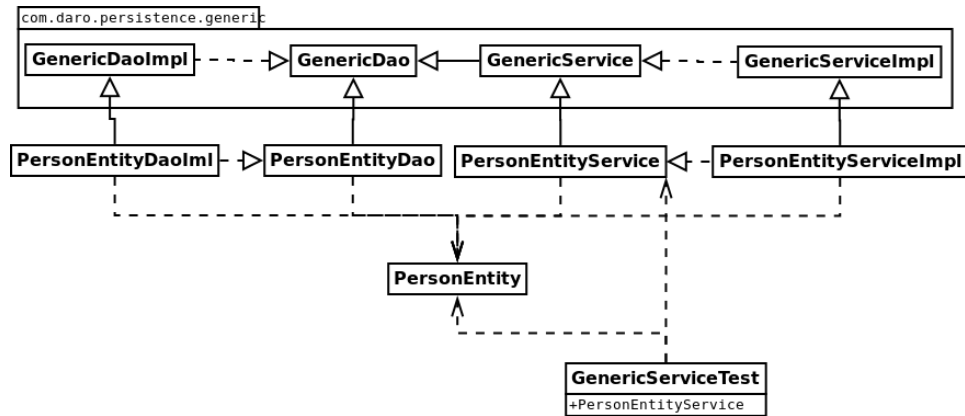 com.daro.persistence.generic
GenericDaoImpl
GenericDao
GenericService
GenericServiceImpl
PersonEntityDaoIml
PersonEntityDao
PersonEntityService
PersonEntityServiceImpl
PersonEntity
GenericServiceTest
+PersonEntityService